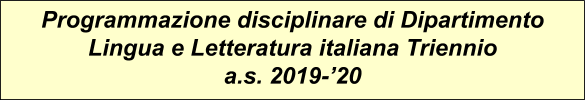 Programmazione disciplinare di Dipartimento
Lingua e Letteratura italiana Triennio
a.s. 2019-’20